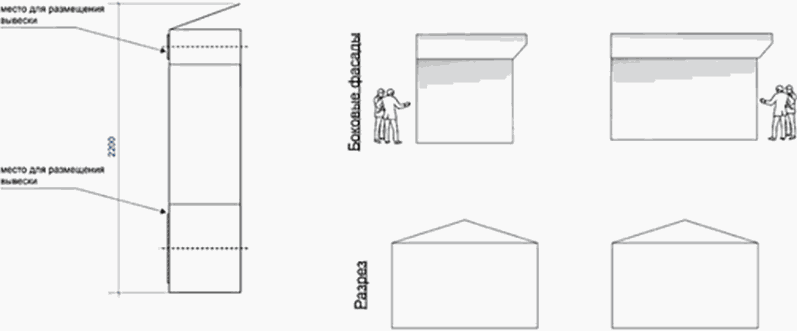 место для размещения
вывески
2200
место для размещения
вывески
Боковые фасады
Разрез